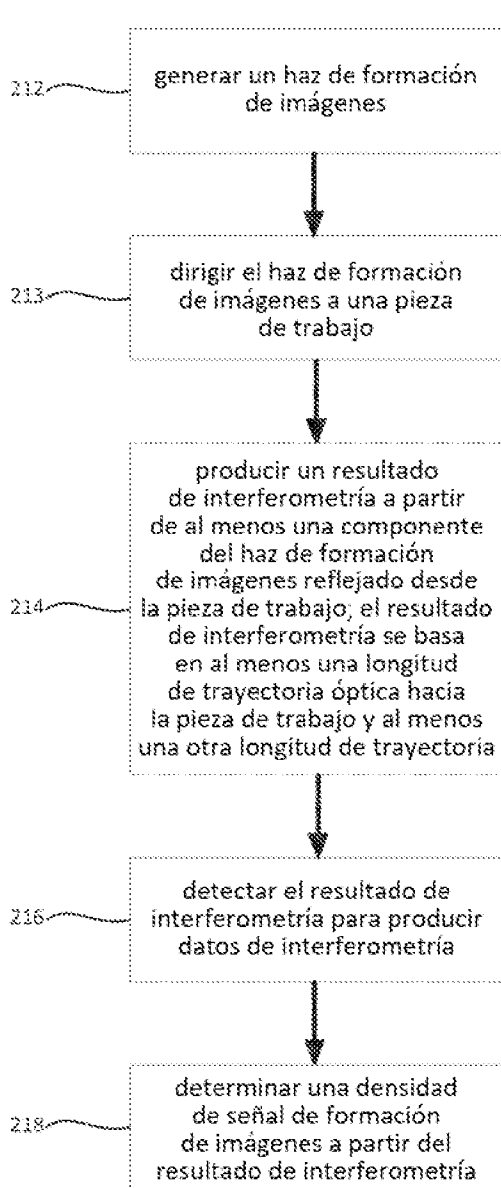 212
generar un haz de formación
de imágenes
213
dirigir el haz de formación
de imágenes a una pieza
de trabajo
214
producir un resultado
de interferometría a partir
de al menos una componente
del haz de formación
de imágenes reflejado desde
la pieza de trabajo; el resultado
de interferometría se basa
en al menos una longitud
de trayectoria óptica hacia
la pieza de trabajo y al menos
una otra longitud de trayectoria
216
detectar el resultado de
interferometría para producir
datos de interferometría
218
determinar una densidad
de señal de formación
de imágenes a partir del
resultado de interferometría